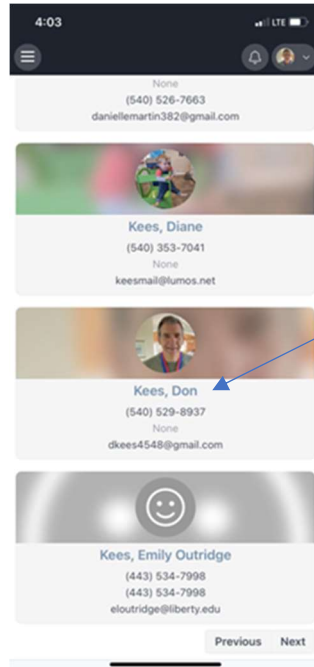 4:03
LTE
None
(540) 526-7663
daniellemartin382@gmail.com
Kees, Diane
(540) 353-7041
None
keesmail@lumos.net
Kees, Don
(540) 529-8937
None
dkees4548@gmail.com
Kees, Emily Outridge
(443) 534-7998
(443) 534-7998
eloutridge@liberty.edu
Previous Next